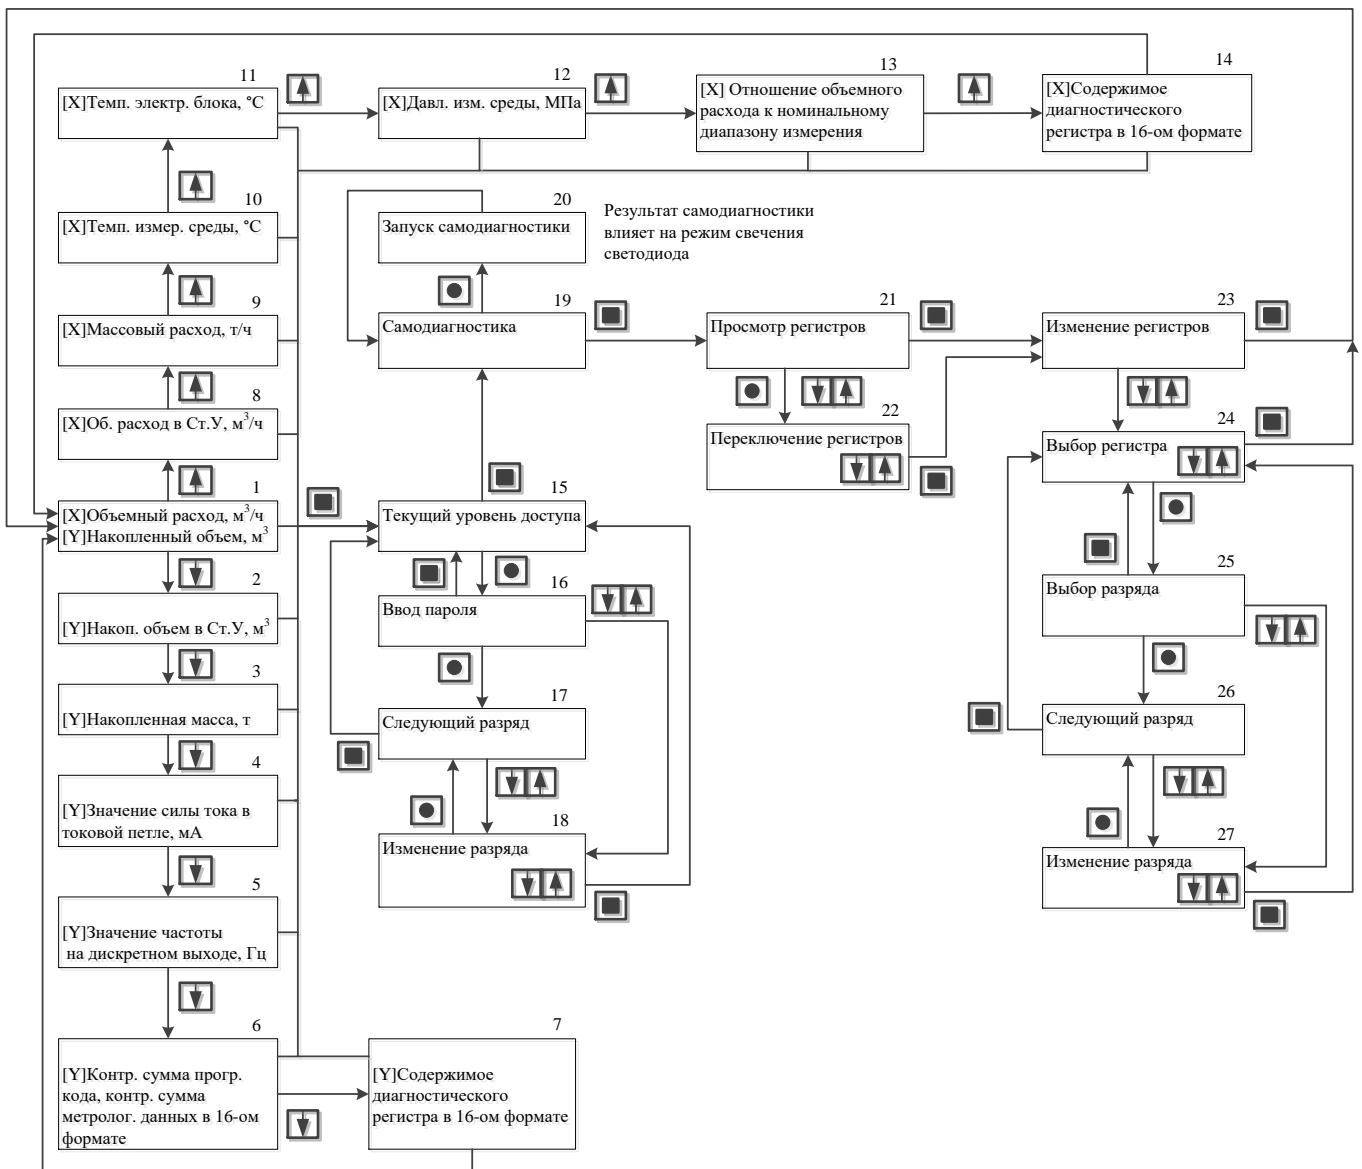 11
[X]Темп. электр. блока, °С
12
[X]Давл. изм. среды, МПа
13
[X] Отношение объемного
расхода к номинальному
диапазону измерения
14
[X]Содержимое
диагностического
регистра в 16-ом формате
10
[X]Темп. измер. среды, °С
20
Запуск самодиагностики
Результат самодиагностики
влияет на режим свечения
светодиода
9
[X]Массовый расход, т/ч
19
Самодиагностика
21
Просмотр регистров
23
Изменение регистров
8
[X]Об. расход в Ст.У, м³/ч
22
Переключение регистров
24
Выбор регистра
1
[X]Объемный расход, м³/ч
[Y]Накопленный объем, м³
15
Текущий уровень доступа
2
[Y]Накоп. объем в Ст.У, м³
16
Ввод пароля
25
Выбор разряда
3
[Y]Накопленная масса, т
17
Следующий разряд
26
Следующий разряд
4
[Y]Значение силы тока в
токовой петле, мА
18
Изменение разряда
27
Изменение разряда
5
[Y]Значение частоты
на дискретном выходе, Гц
6
[Y]Контр. сумма прогр.
кода, контр. сумма
метролог. данных в 16-ом
формате
7
[Y]Содержимое
диагностического
регистра в 16-ом формате